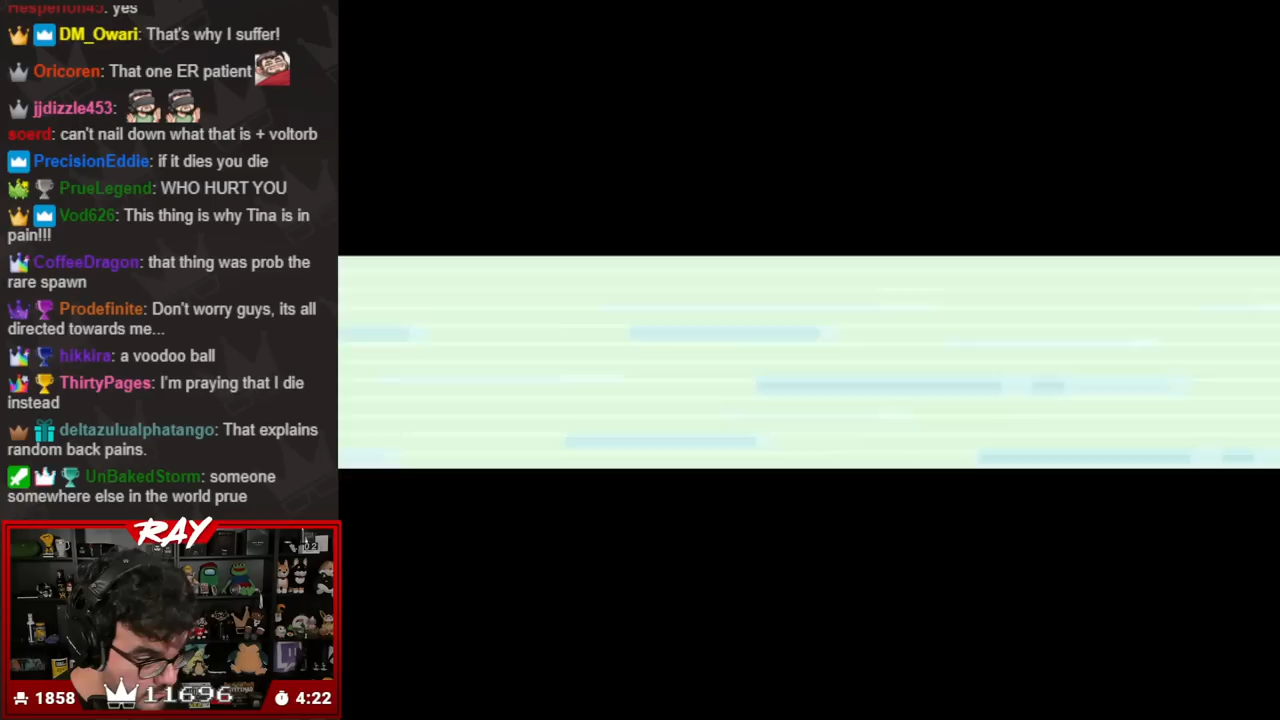 Hesperion45: yes
DM_Owari: That's why I suffer!
Oricoren: That one ER patient
jjdizzle453:
soerd: can't nail down what that is + voltorb
PrecisionEddie: if it dies you die
PrueLegend: WHO HURT YOU
Vod626: This thing is why Tina is in
pain!!!
CoffeeDragon: that thing was prob the
rare spawn
Prodefinite: Don't worry guys, its all
directed towards me...
hikkira: a voodoo ball
ThirtyPages: I'm praying that I die
instead
deltazulualphatango: That explains
random back pains.
UnBakedStorm: someone
somewhere else in the world prue
RAY
1858
11696
4:22